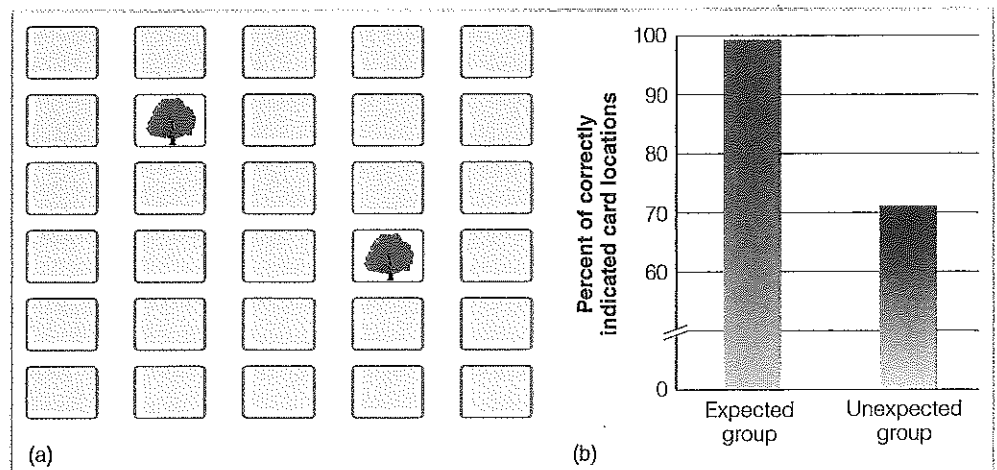 (a)
Percent of correctly
indicated card locations
100
90
80
70
60
0
Expected
group
Unexpected
group
(b)